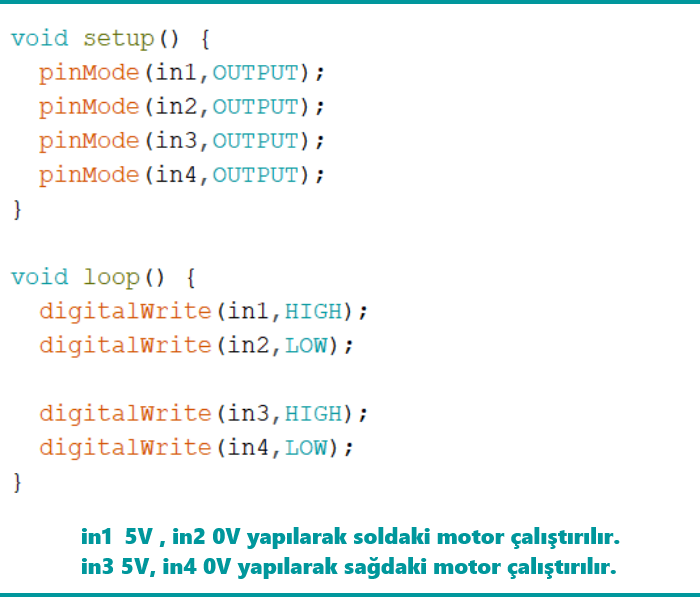 void setup() {
  pinMode(in1,OUTPUT);
  pinMode(in2,OUTPUT);
  pinMode(in3,OUTPUT);
  pinMode(in4,OUTPUT);
}

void loop() {
  digitalWrite(in1,HIGH);
  digitalWrite(in2,LOW);

  digitalWrite(in3,HIGH);
  digitalWrite(in4,LOW);
}

in1 5V , in2 0V yapılarak soldaki motor çalıştırılır.
in3 5V, in4 0V yapılarak sağdaki motor çalıştırılır.